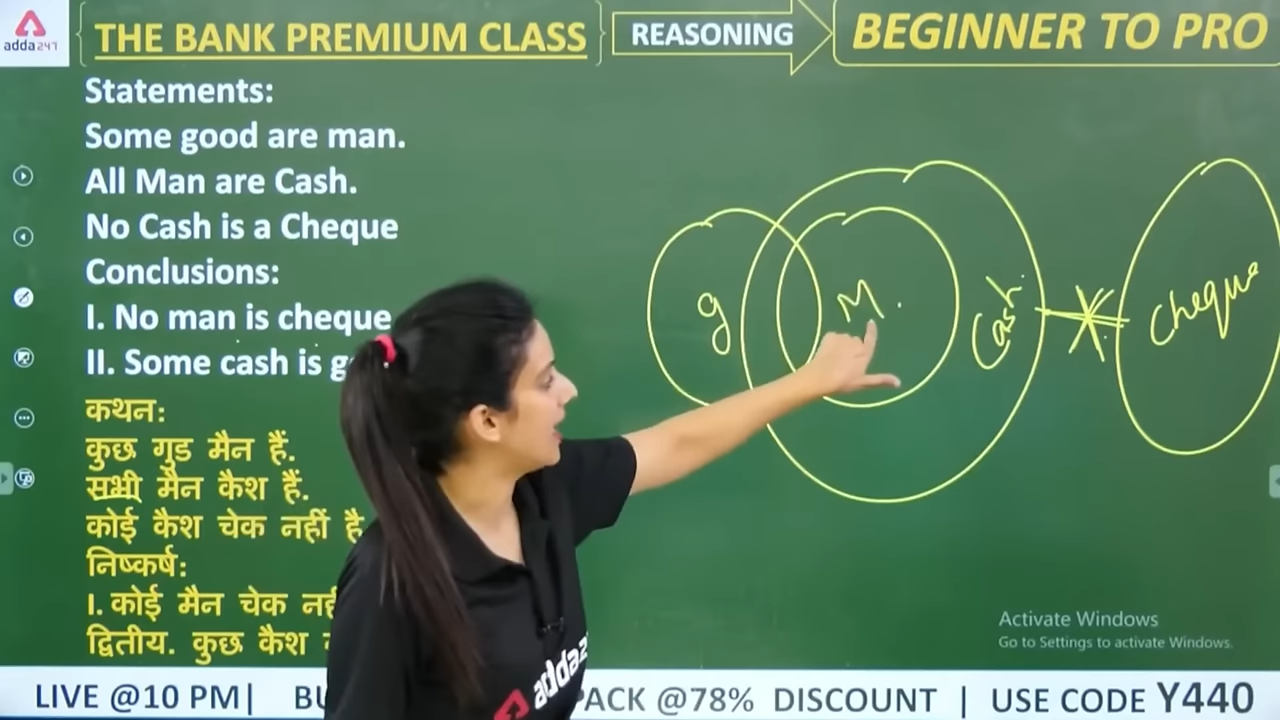 adda247
THE BANK PREMIUM CLASS
REASONING
BEGINNER TO PRO
Statements:
Some good are man.
All Man are Cash.
No Cash is a Cheque
Conclusions:
I. No man is cheque
II. Some cash is
कथन:
कुछ गुड मैन हैं.
सभी मैन कैश हैं.
कोई कैश चेक नहीं है
निष्कर्ष:
I. कोई मैन चेक
द्वितीय. कुछ कैश
g
M.
Cash
Cheque
Activate Windows
Go to Settings to activate Windows.
LIVE @10 PM| PACK @78% DISCOUNT | USE CODE Y440